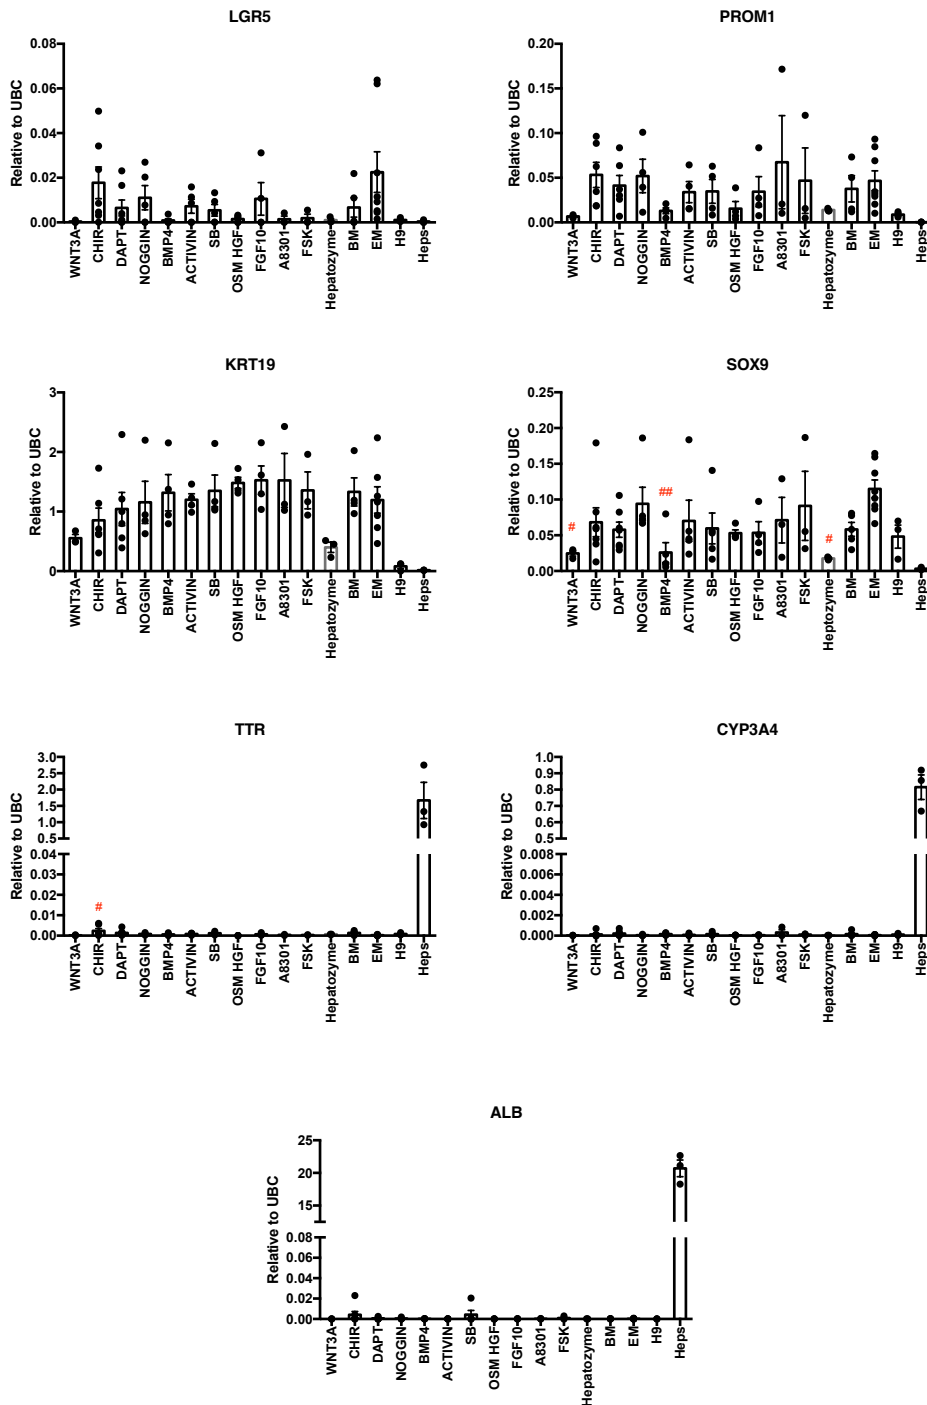 LGR5
Relative to UBC
0.08
0.06
0.04
0.02
0.00
WNT3A
CHIR
DAPT
NOGGIN
BMP4
ACTIVIN
SB
OSM HGF
FGF10
A8301
FSK
Hepatozyme
BM
EM
H9
Heps
PROM1
Relative to UBC
0.20
0.15
0.10
0.05
0.00
WNT3A
CHIR
DAPT
NOGGIN
BMP4
ACTIVIN
SB
OSM HGF
FGF10
A8301
FSK
Hepatozyme
BM
EM
H9
Heps
KRT19
Relative to UBC
3
2
1
0
WNT3A
CHIR
DAPT
NOGGIN
BMP4
ACTIVIN
SB
OSM HGF
FGF10
A8301
FSK
Hepatozyme
BM
EM
H9
Heps
SOX9
Relative to UBC
0.25
0.20
0.15
0.10
0.05
0.00
#
##
#
WNT3A
CHIR
DAPT
NOGGIN
BMP4
ACTIVIN
SB
OSM HGF
FGF10
A8301
FSK
Heptozyme
BM
EM
H9
Heps
TTR
Relative to UBC
3.0
2.5
2.0
1.5
1.0
0.5
0.04
0.03
0.02
0.01
0.00
#
WNT3A
CHIR
DAPT
NOGGIN
BMP4
ACTIVIN
SB
OSM HGF
FGF10
A8301
FSK
Hepatozyme
BM
EM
H9
Heps
CYP3A4
Relative to UBC
1.0
0.9
0.8
0.7
0.6
0.5
0.008
0.006
0.004
0.002
0.000
WNT3A
CHIR
DAPT
NOGGIN
BMP4
ACTIVIN
SB
OSM HGF
FGF10
A8301
FSK
Hepatozyme
BM
EM
H9
Heps
ALB
Relative to UBC
25
20
15
0.08
0.06
0.04
0.02
0.00
WNT3A
CHIR
DAPT
NOGGIN
BMP4
ACTIVIN
SB
OSM HGF
FGF10
A8301
FSK
Hepatozyme
BM
EM
H9
Heps